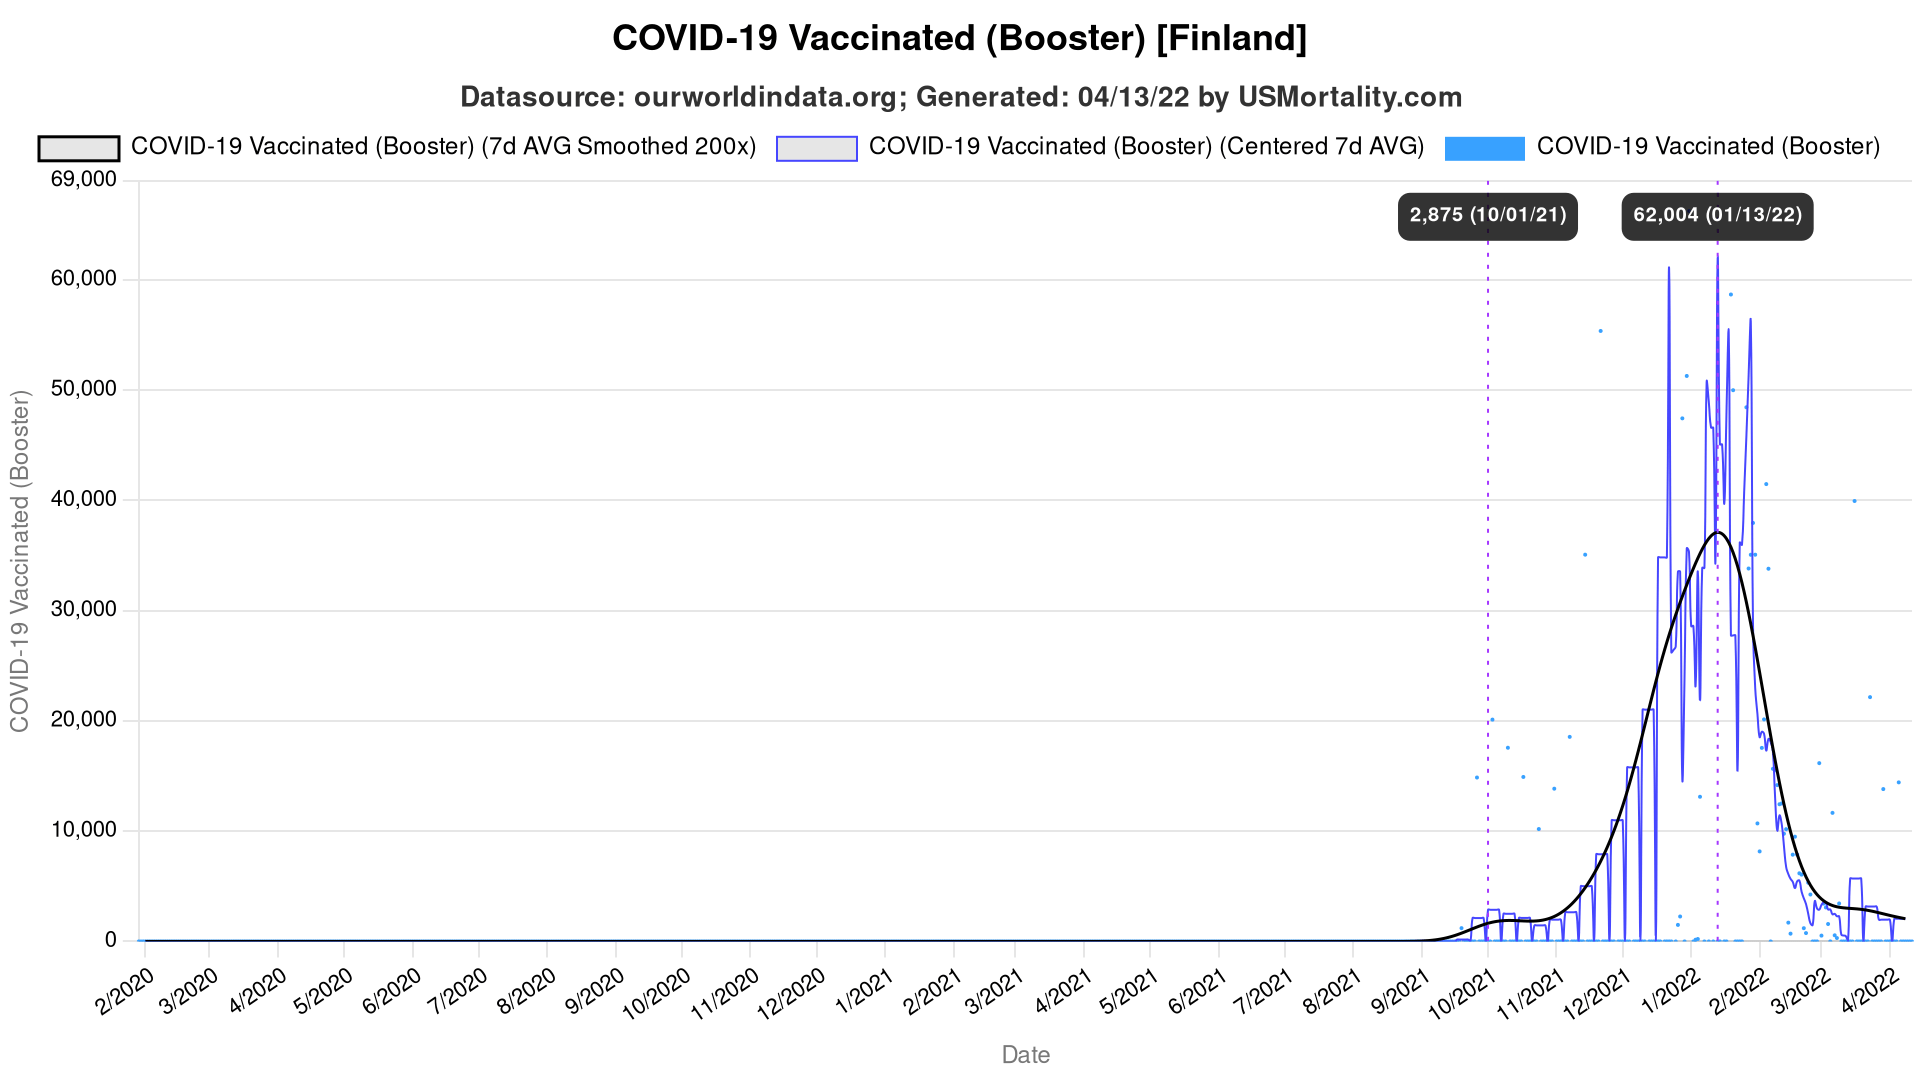 COVID-19 Vaccinated (Booster) [Finland]
Datasource: ourworldindata.org; Generated: 04/13/22 by USMortality.com
COVID-19 Vaccinated (Booster) (7d AVG Smoothed 200x) COVID-19 Vaccinated (Booster) (Centered 7d AVG) COVID-19 Vaccinated (Booster)
69,000
2,875 (10/01/21) 62,004 (01/13/22)
60,000
50,000
40,000
30,000
20,000
10,000
0
COVID-19 Vaccinated (Booster)
2/2020 3/2020 4/2020 5/2020 6/2020 7/2020 8/2020 9/2020 10/2020 11/2020 12/2020 1/2021 2/2021 3/2021 4/2021 5/2021 6/2021 7/2021 8/2021 9/2021 10/2021 11/2021 12/2021 1/2022 2/2022 3/2022 4/2022
Date